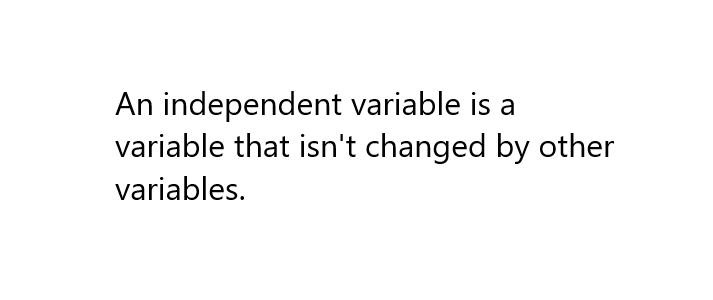 An independent variable is a
variable that isn't changed by other
variables.